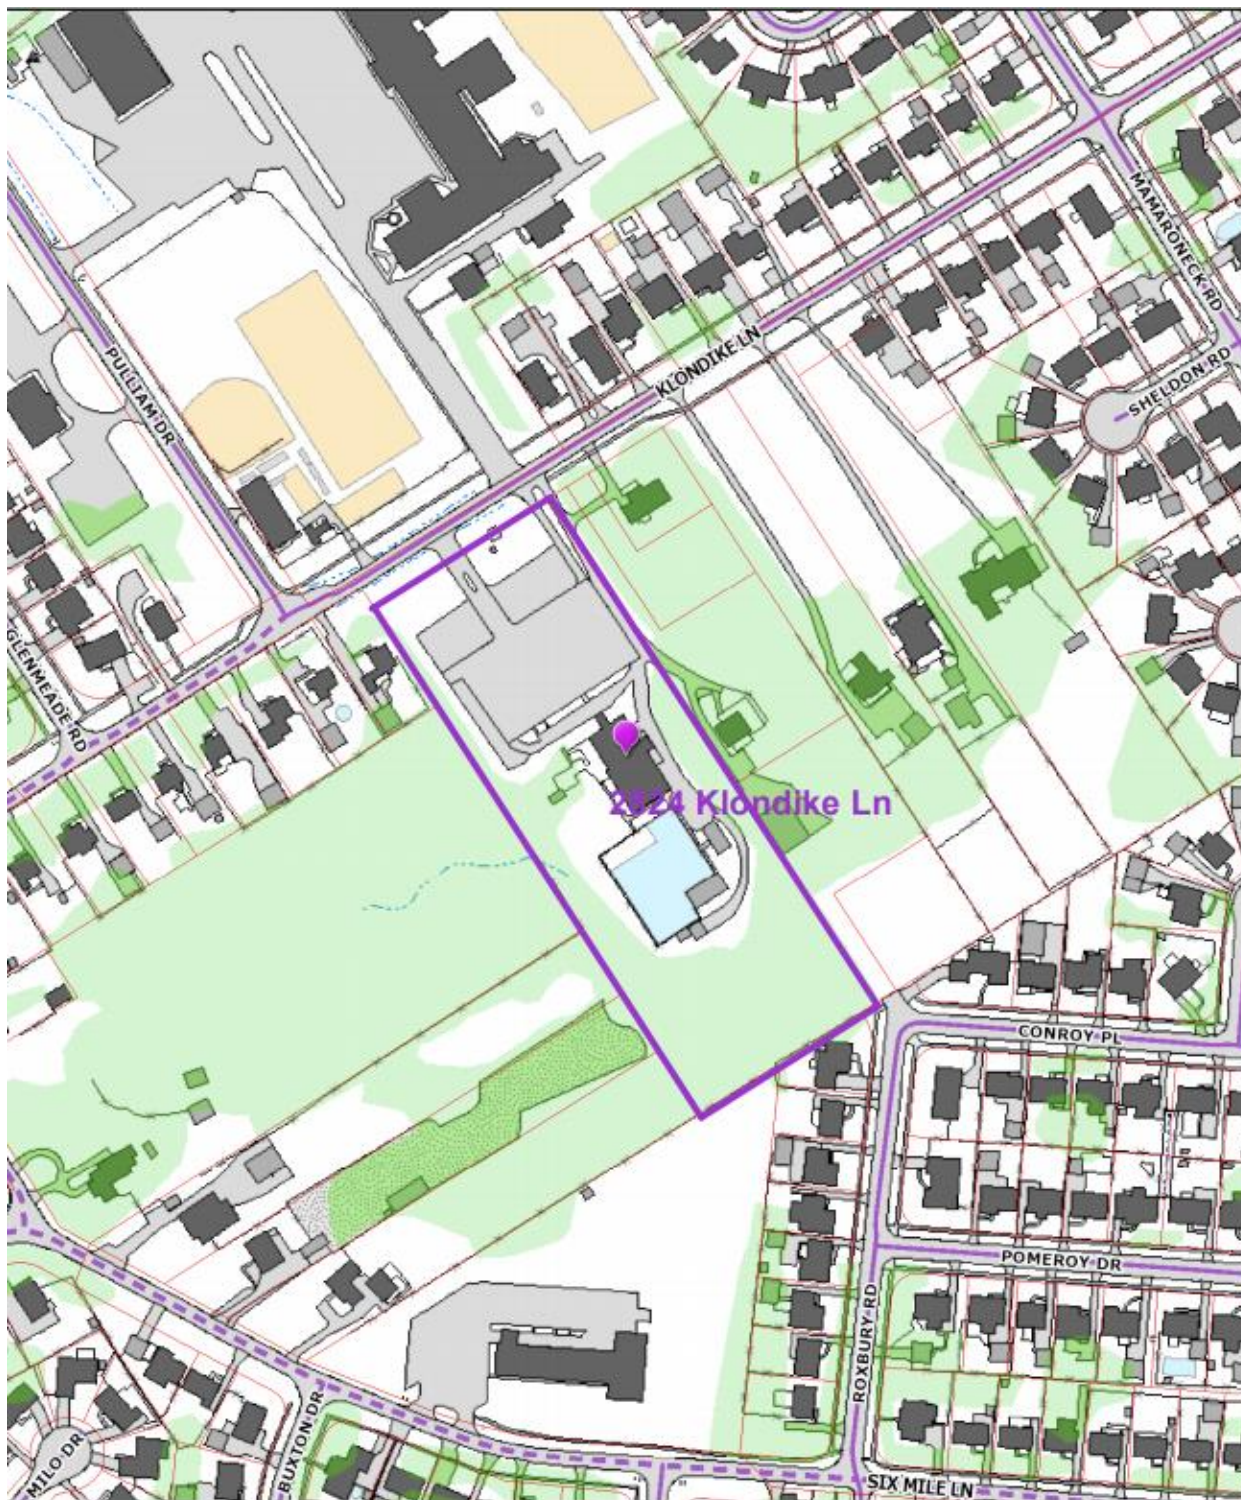 MAMARONECK RD
KLONDIKE LN
PULLIAM DR
SHELDON RD
GLENMEADE RD
2824 Klondike Ln
CONROY PL
POMEROY DR
ROXBURY RD
BUXTON DR
MILO DR
SIX MILE LN